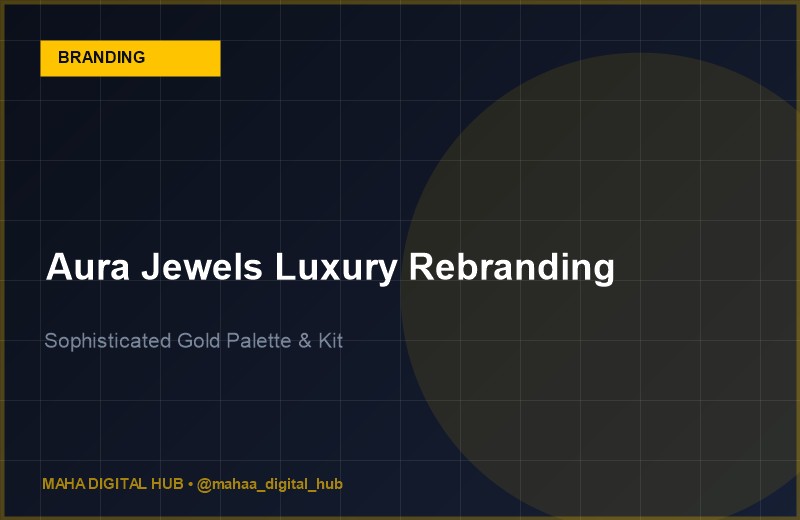 BRANDING
Aura Jewels Luxury Rebranding
Sophisticated Gold Palette & Kit
MAHA DIGITAL HUB • @mahaa_digital_hub